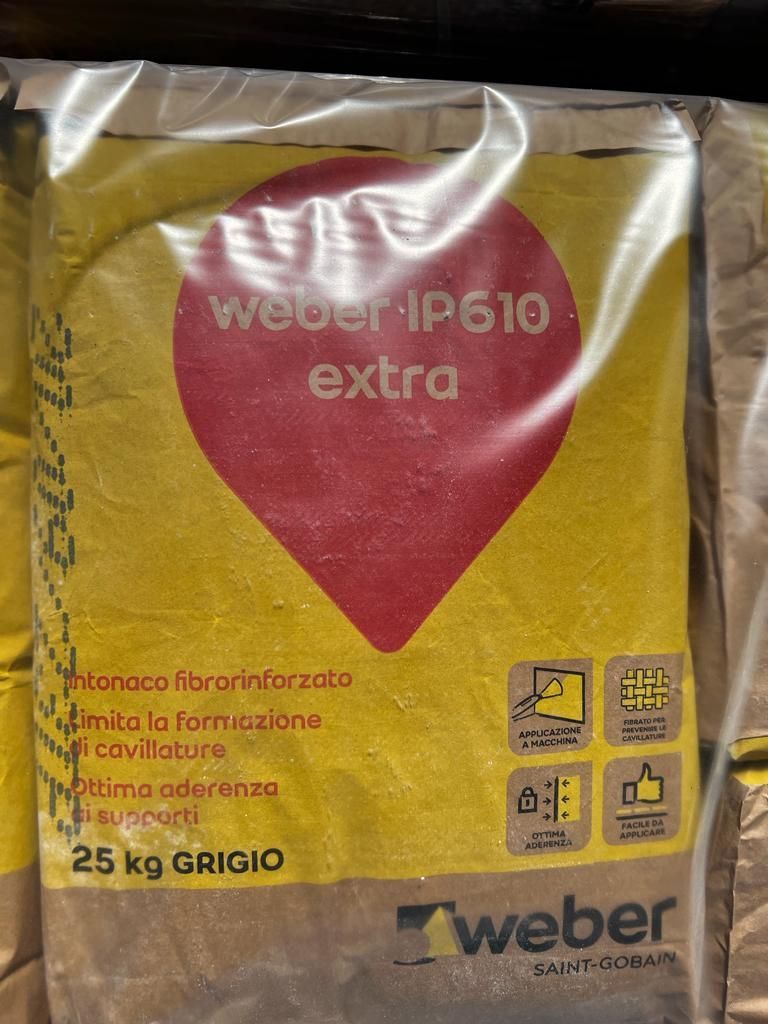 weber IP610
extra
Intonaco fibrorinforzato
Limita la formazione
di cavillature
Ottima aderenza
ai supporti
25 kg GRIGIO
APPLICAZIONE
A MACCHINA
FIBRATO PER
PREVENIRE LE
CAVILLATURE
OTTIMA
ADERENZA
FACILE DA
APPLICARE
weber
SAINT-GOBAIN